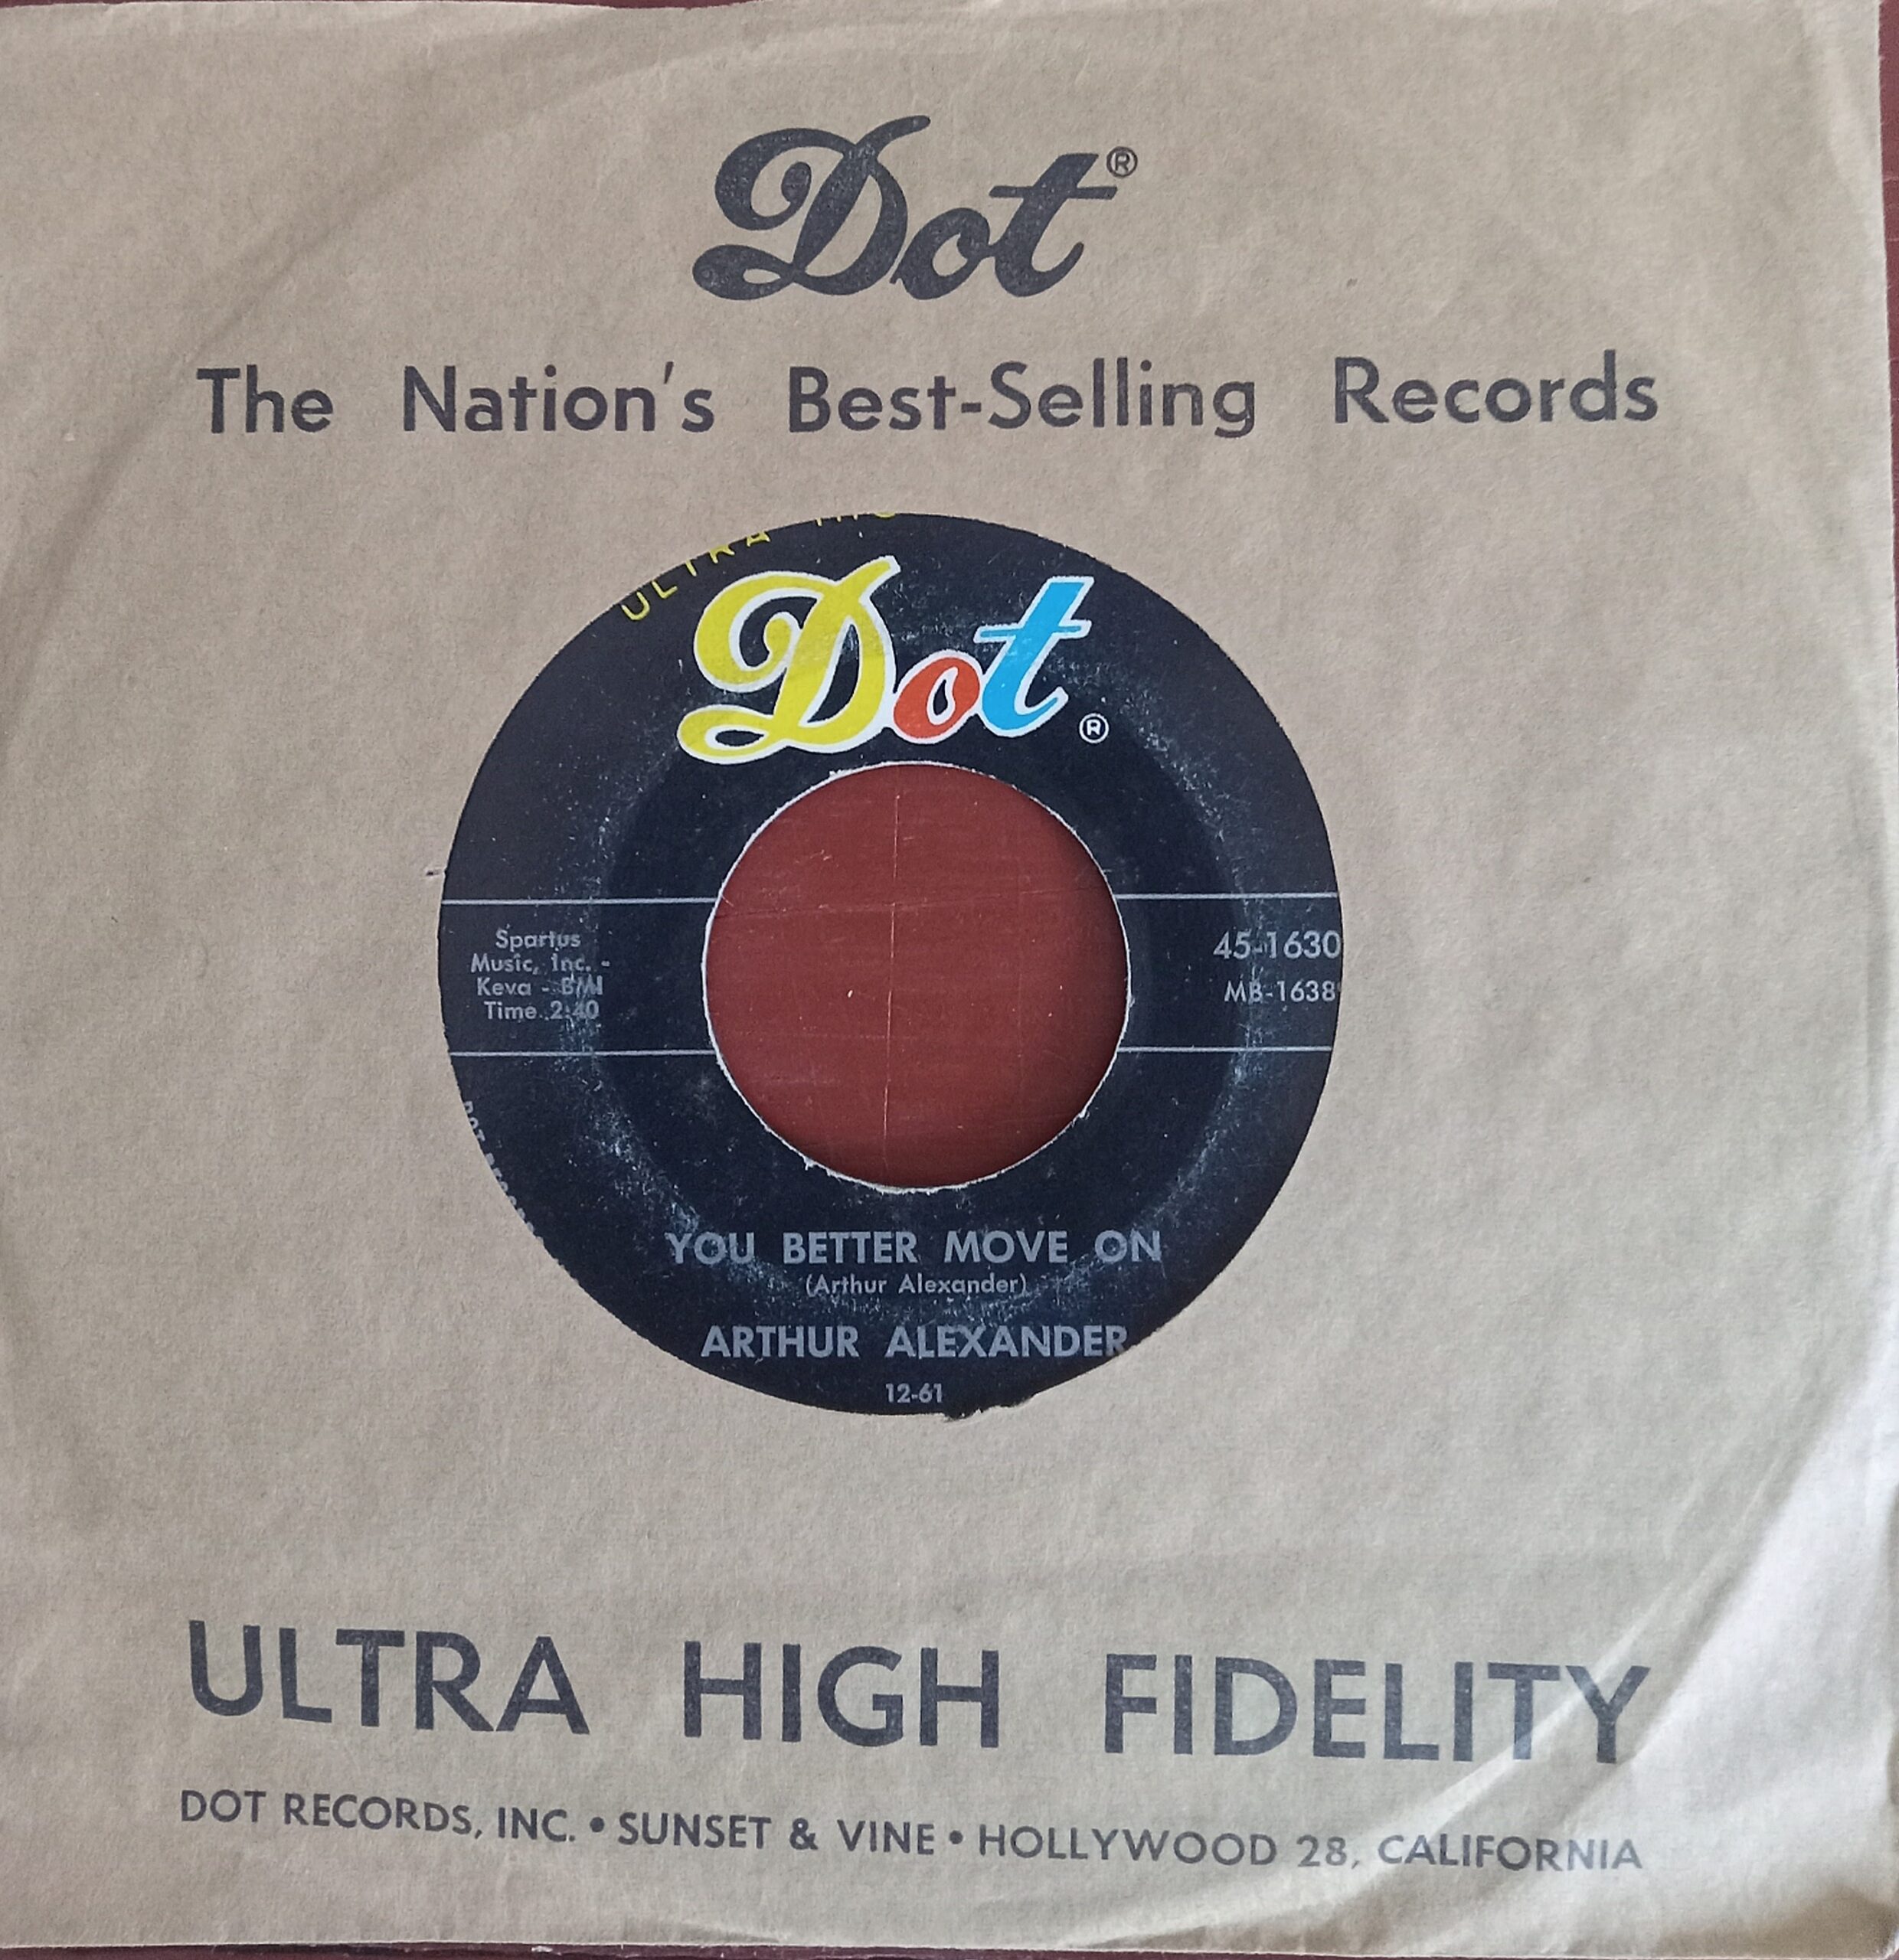 Dot®
The Nation's Best-Selling Records
ULTRA
Dot
®
Spartus
Music, Inc. -
Keva - BMI
Time 2:40
45-1630
MB-1638
YOU BETTER MOVE ON
(Arthur Alexander)
ARTHUR ALEXANDER
12-61
ULTRA HIGH FIDELITY
DOT RECORDS, INC. • SUNSET & VINE • HOLLYWOOD 28, CALIFORNIA